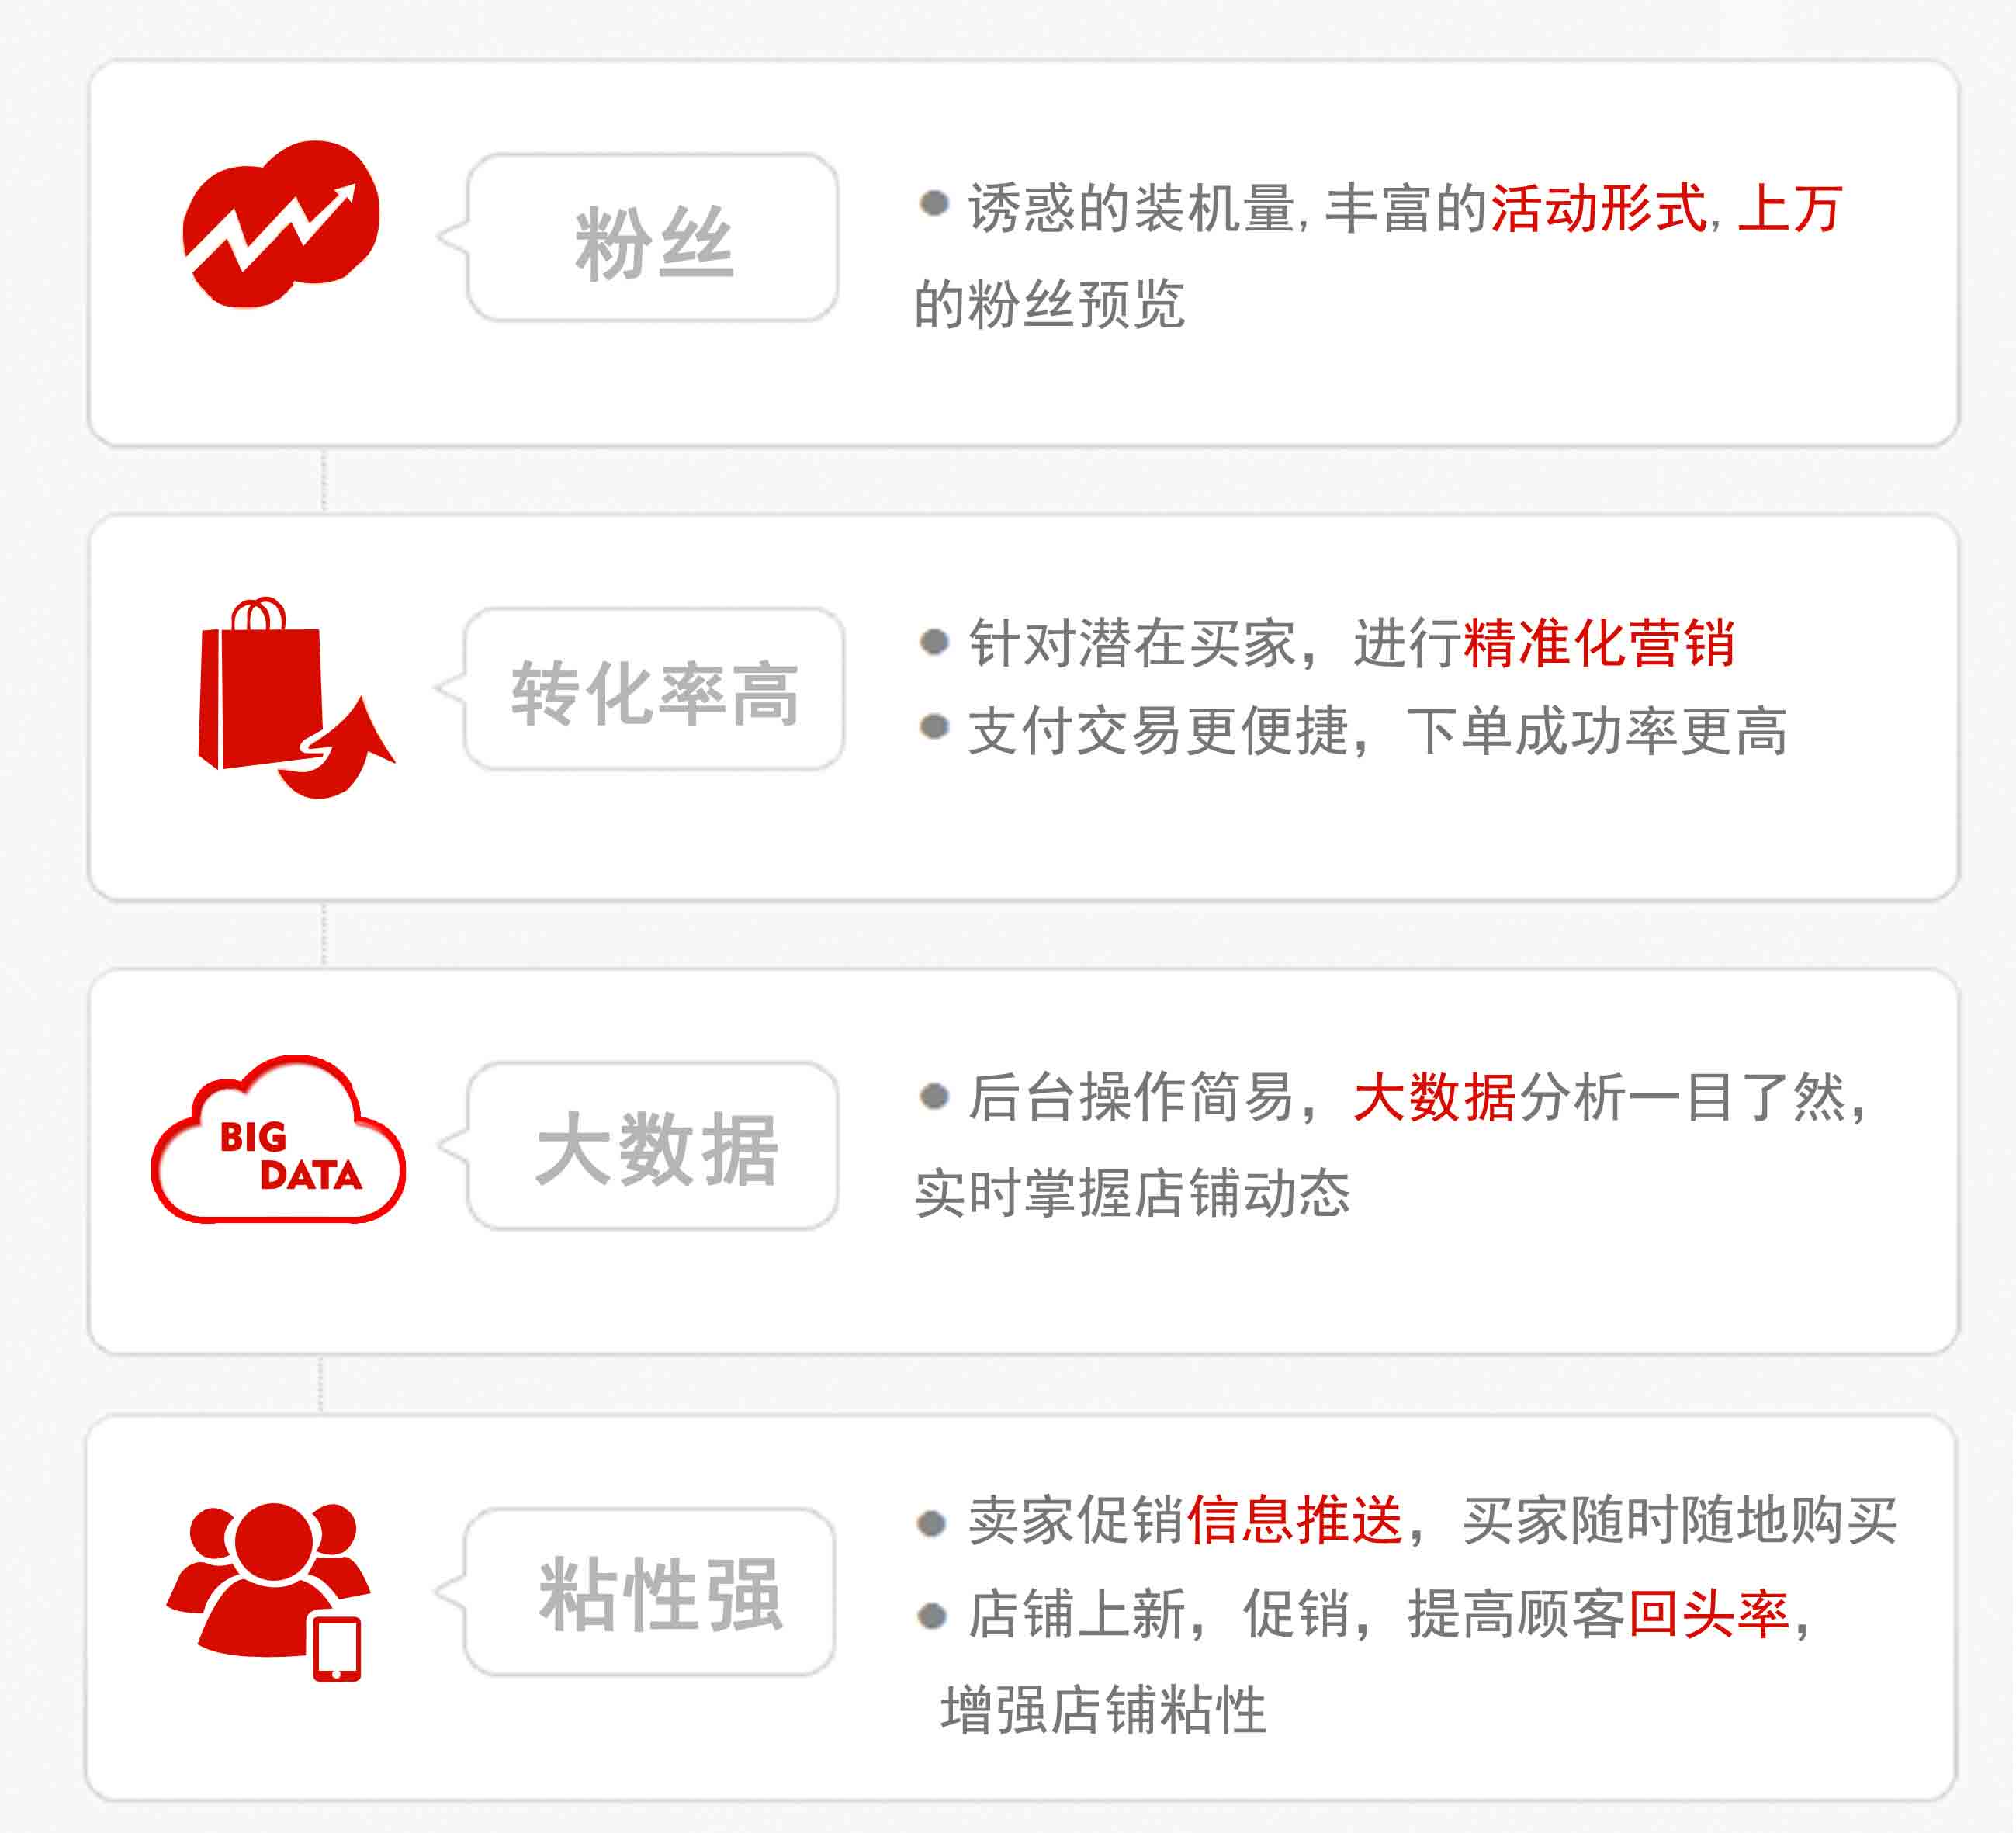 粉丝
● 诱惑的装机量, 丰富的活动形式, 上万
的粉丝预览
转化率高
● 针对潜在买家，进行精准化营销
● 支付交易更便捷，下单成功率更高
BIG
DATA
大数据
● 后台操作简易，大数据分析一目了然，
实时掌握店铺动态
粘性强
● 卖家促销信息推送，买家随时随地购买
● 店铺上新，促销，提高顾客回头率，
增强店铺粘性